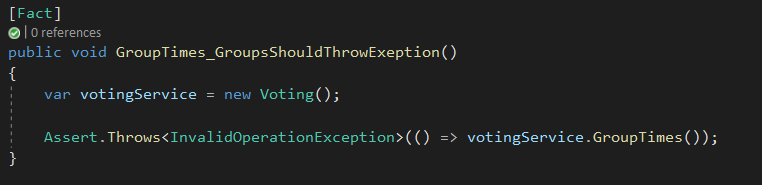 [Fact]
| 0 references
public void GroupTimes_GroupsShouldThrowExeption()
{
var votingService = new Voting();
Assert.Throws<InvalidOperationException>(() => votingService.GroupTimes());
}